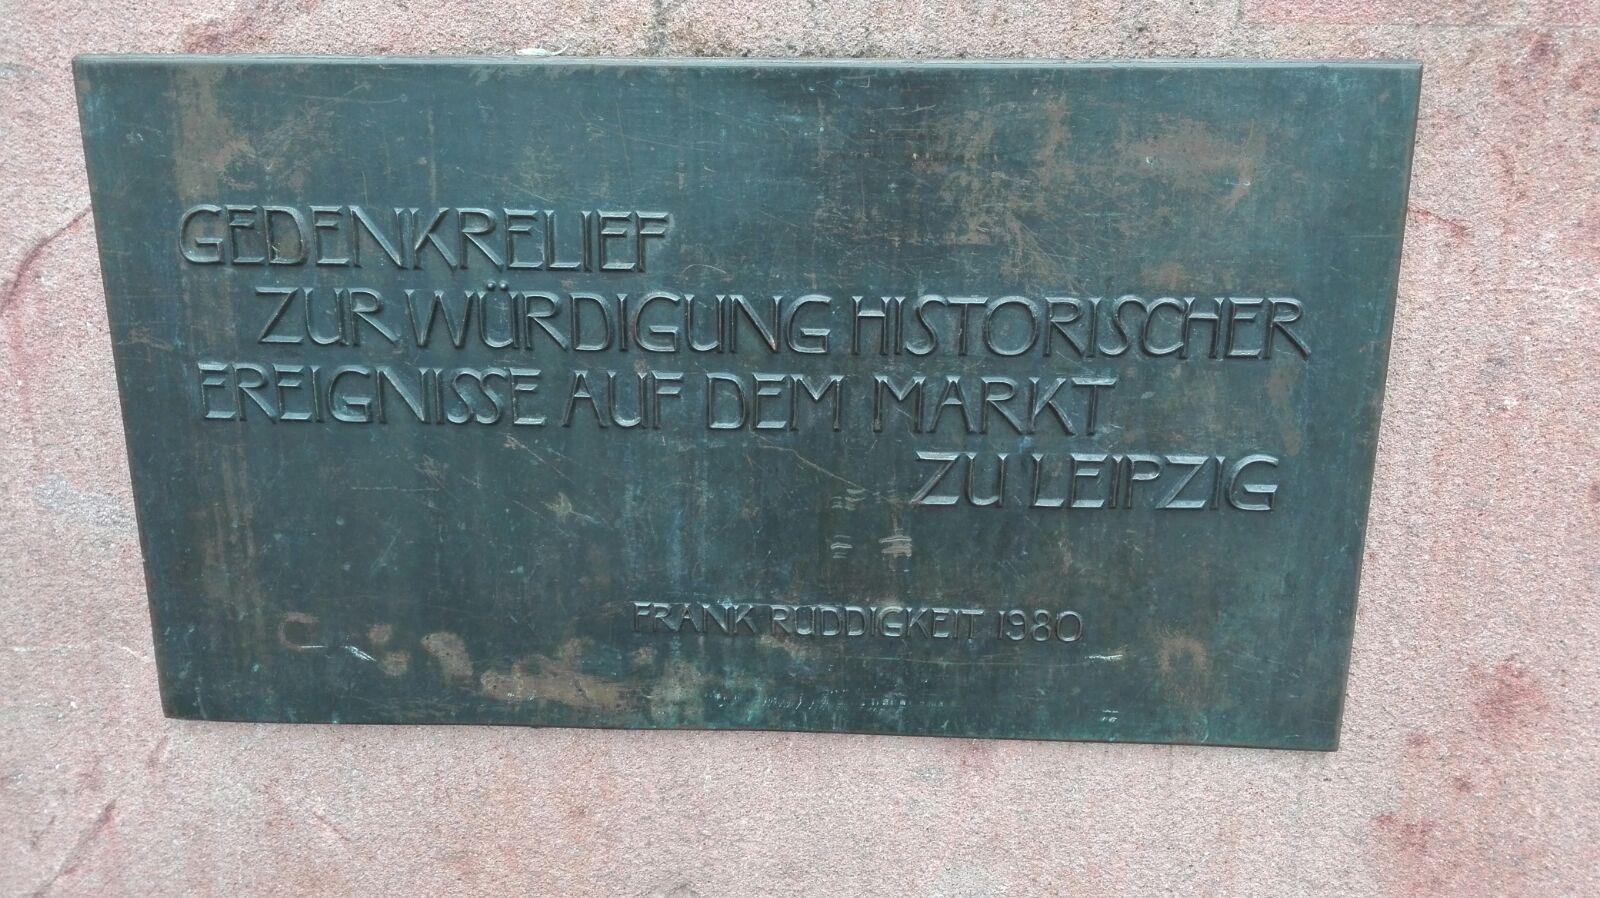 GEDENKRELIEF
ZUR WÜRDIGUNG HISTORISCHER
EREIGNISSE AUF DEM MARKT
ZU LEIPZIG
FRANK RUDDIGKEIT 1980